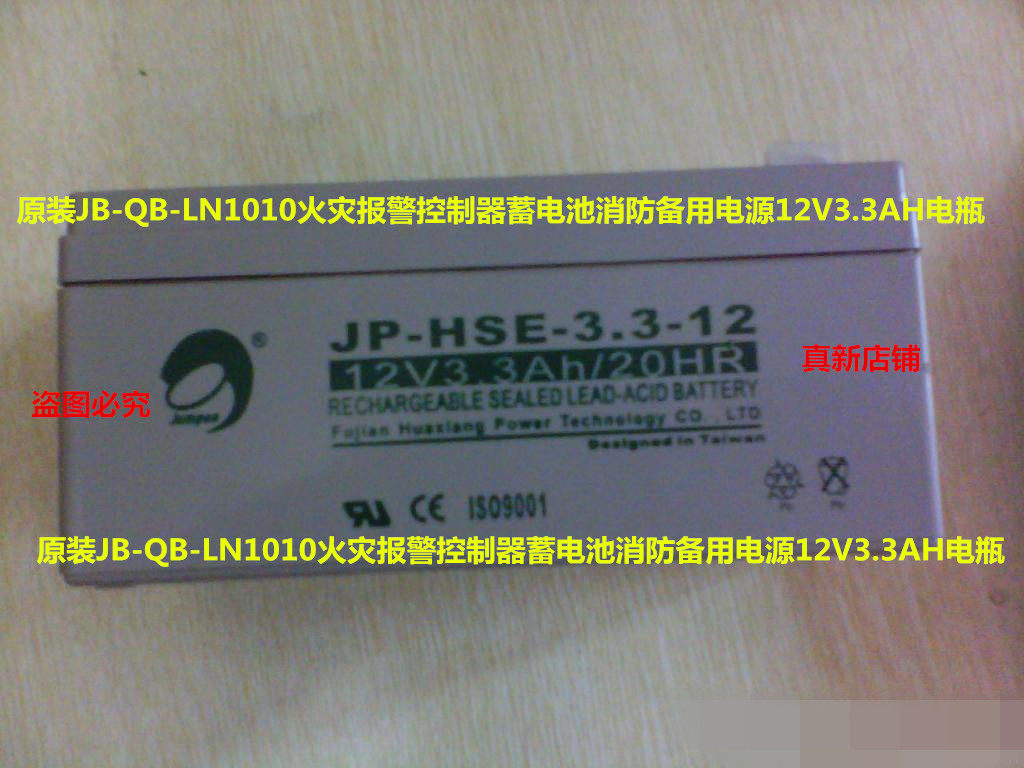 原装JB-QB-LN1010火灾报警控制器蓄电池消防备用电源12V3.3AH电瓶
JP-HSE-3.3-12
12V3.3Ah/20HR
真新店铺
盗图必究
®
Jumpoo
RECHARGEABLE SEALED LEAD-ACID BATTERY
Fujian Huaxiang Power Technology CO., LTD
Designed in Taiwan
CE ISO9001
Pb Pb
原装JB-QB-LN1010火灾报警控制器蓄电池消防备用电源12V3.3AH电瓶